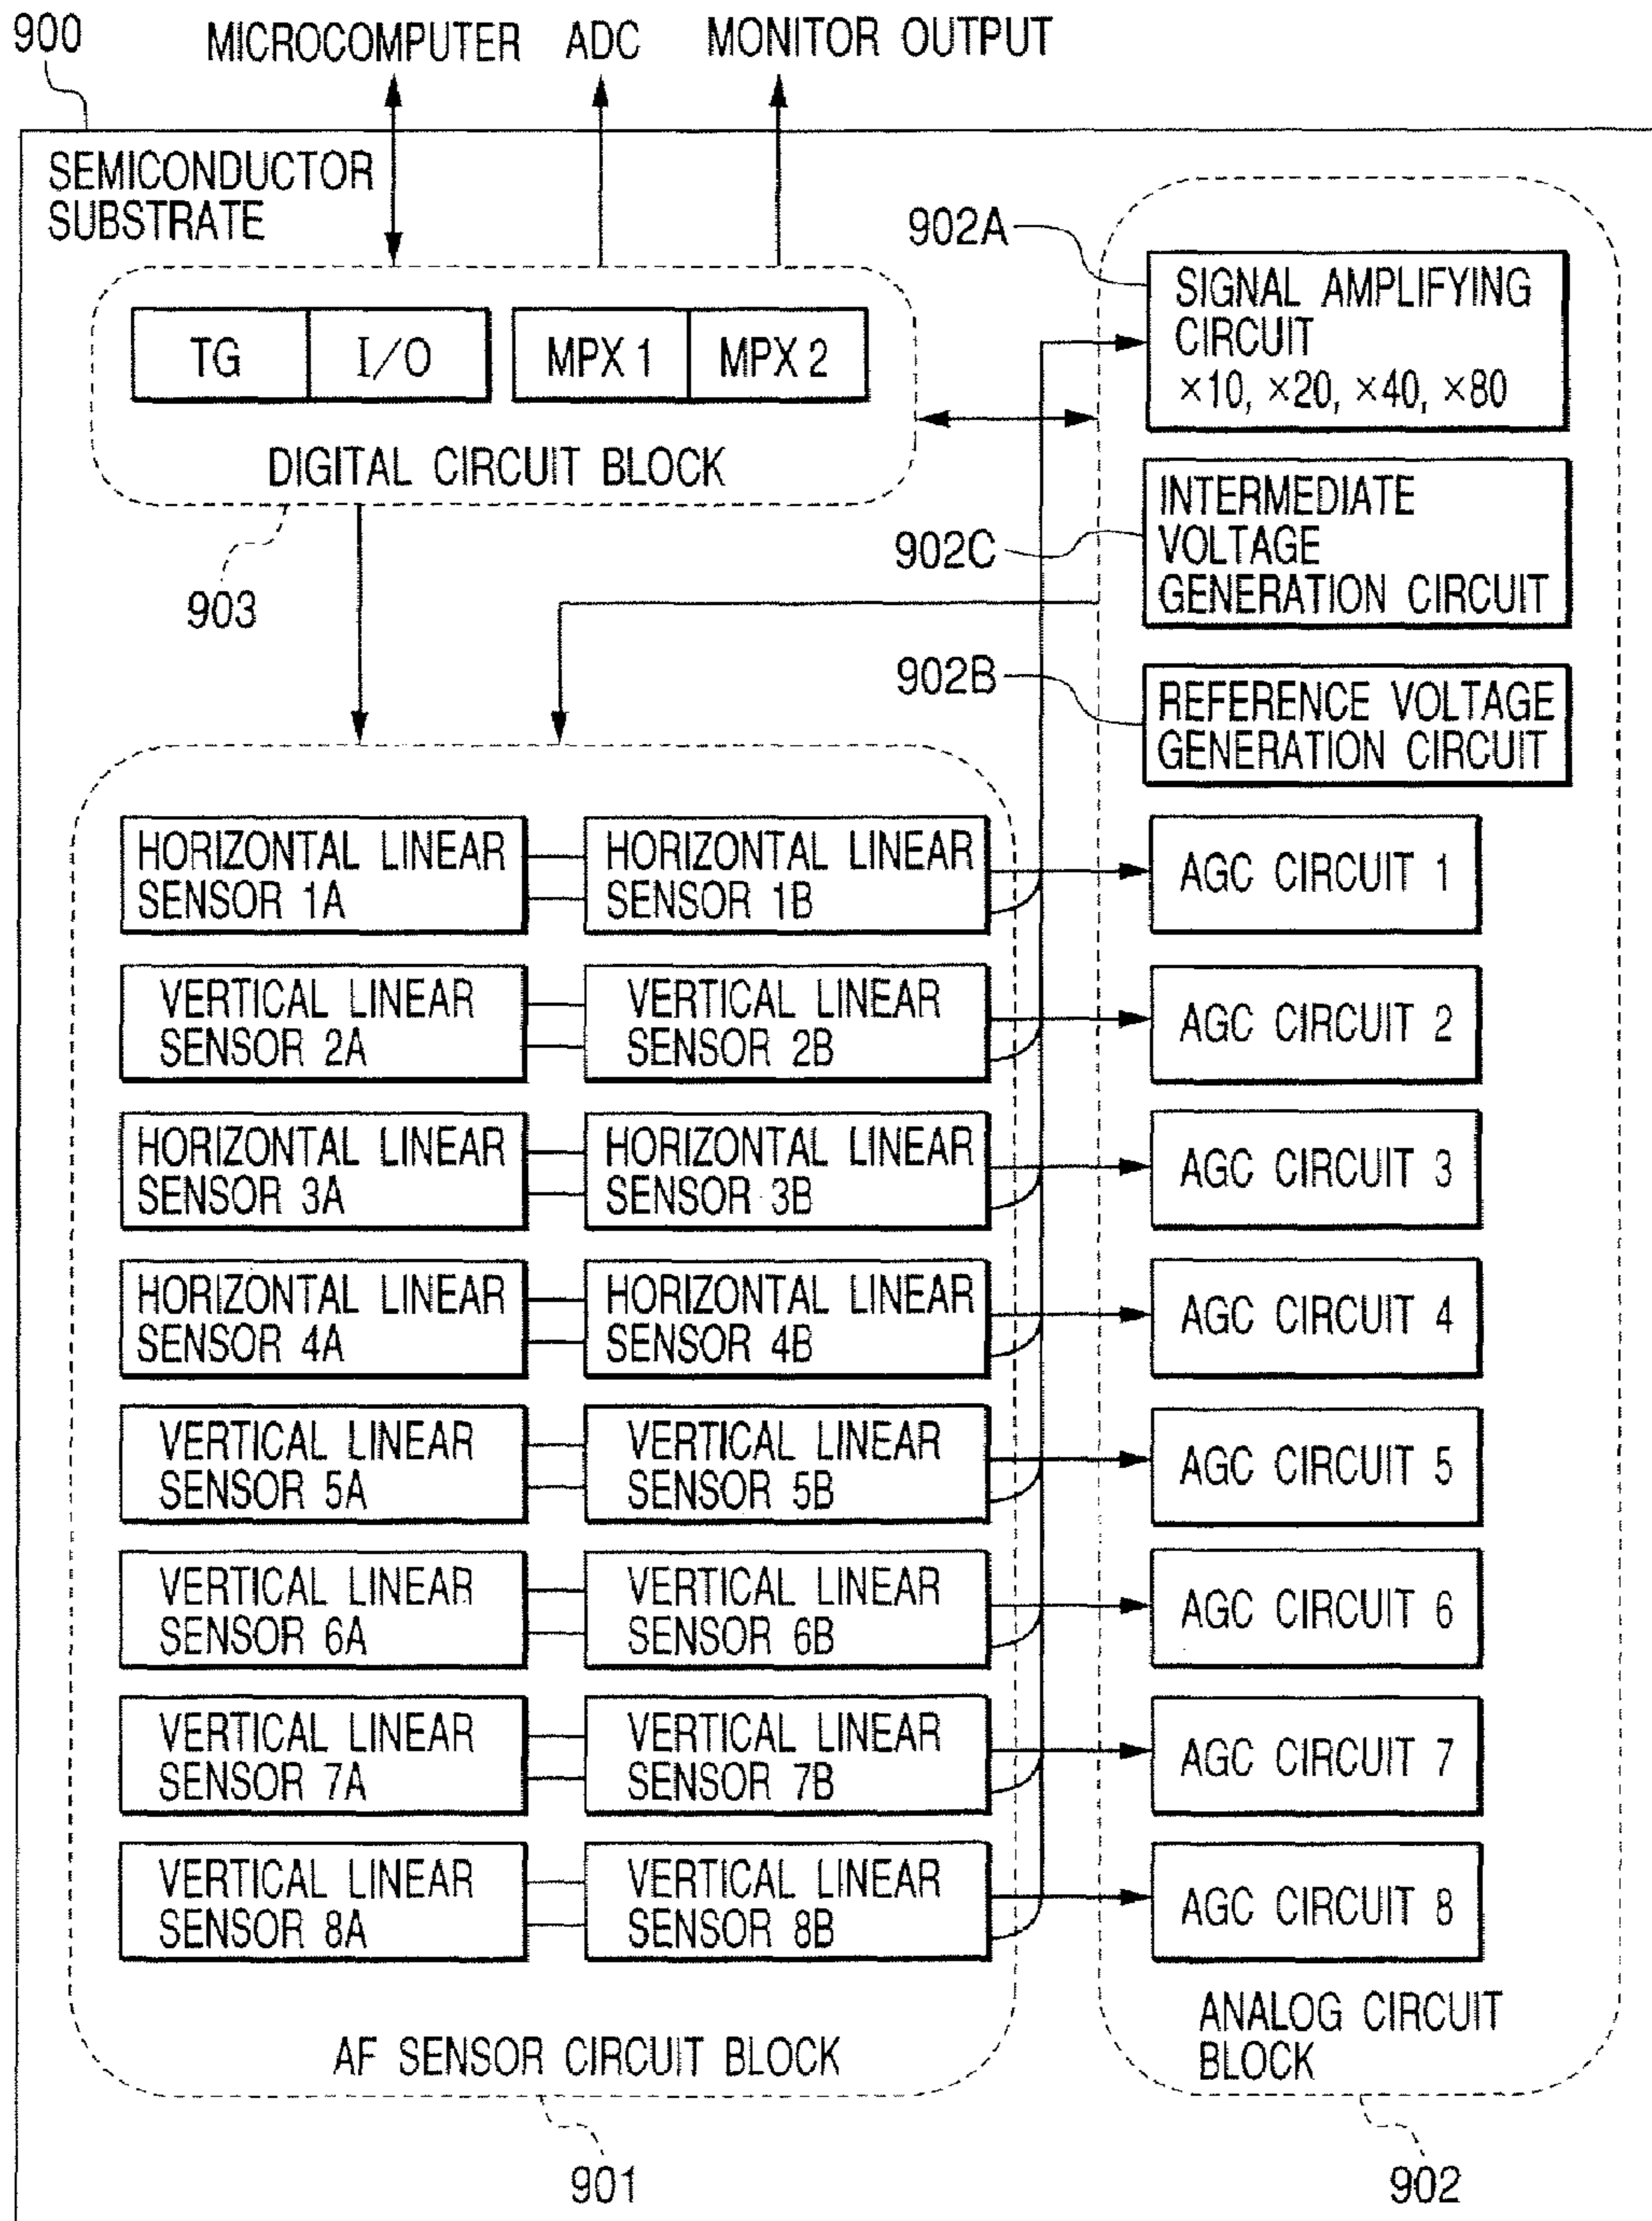 900
MICROCOMPUTER ADC MONITOR OUTPUT
SEMICONDUCTOR
SUBSTRATE
TG I/O MPX 1 MPX 2
DIGITAL CIRCUIT BLOCK
903
902A
SIGNAL AMPLIFYING
CIRCUIT
×10, ×20, ×40, ×80
902C
INTERMEDIATE
VOLTAGE
GENERATION CIRCUIT
902B
REFERENCE VOLTAGE
GENERATION CIRCUIT
HORIZONTAL LINEAR
SENSOR 1A
HORIZONTAL LINEAR
SENSOR 1B
AGC CIRCUIT 1
VERTICAL LINEAR
SENSOR 2A
VERTICAL LINEAR
SENSOR 2B
AGC CIRCUIT 2
HORIZONTAL LINEAR
SENSOR 3A
HORIZONTAL LINEAR
SENSOR 3B
AGC CIRCUIT 3
HORIZONTAL LINEAR
SENSOR 4A
HORIZONTAL LINEAR
SENSOR 4B
AGC CIRCUIT 4
VERTICAL LINEAR
SENSOR 5A
VERTICAL LINEAR
SENSOR 5B
AGC CIRCUIT 5
VERTICAL LINEAR
SENSOR 6A
VERTICAL LINEAR
SENSOR 6B
AGC CIRCUIT 6
VERTICAL LINEAR
SENSOR 7A
VERTICAL LINEAR
SENSOR 7B
AGC CIRCUIT 7
VERTICAL LINEAR
SENSOR 8A
VERTICAL LINEAR
SENSOR 8B
AGC CIRCUIT 8
AF SENSOR CIRCUIT BLOCK
ANALOG CIRCUIT
BLOCK
901
902